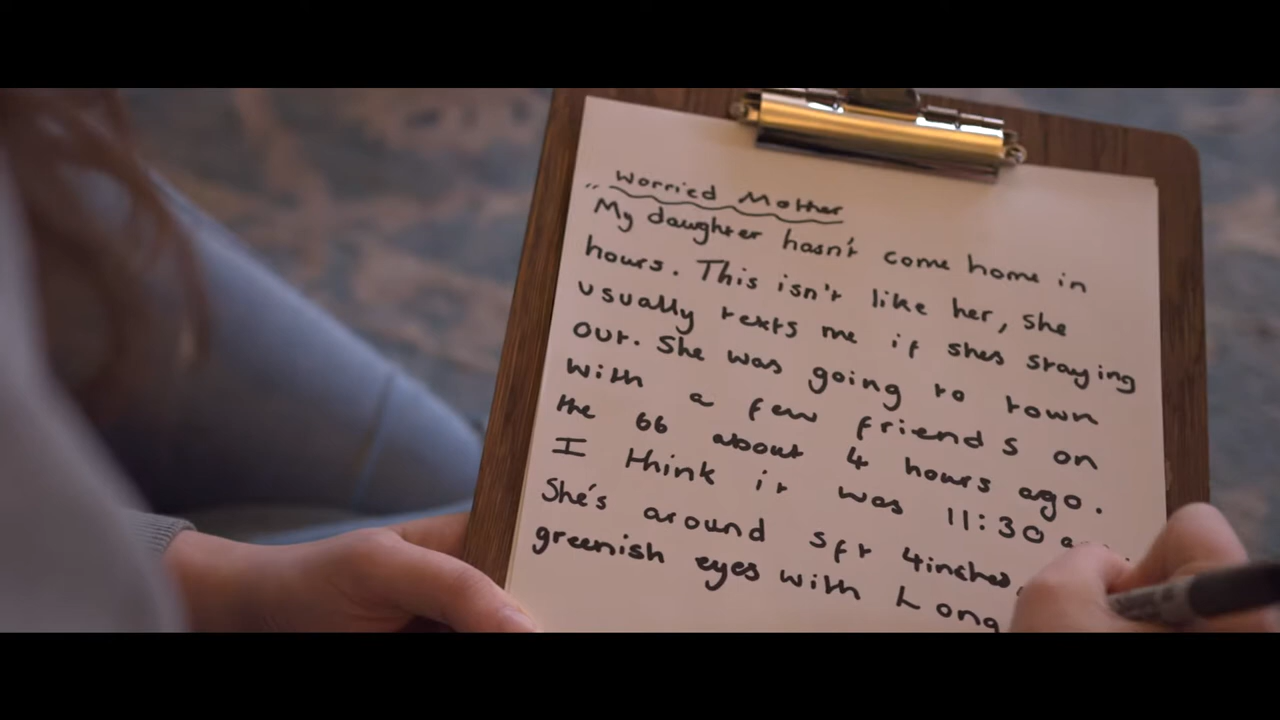 Worried Mother
" My daughter hasn't come home in
hours. This isn't like her, she
usually texts me if shes staying
out. She was going to town
with a few friends on
the 66 about 4 hours ago.
I think it was 11:30
She's around 5ft 4inches,
greenish eyes with Long